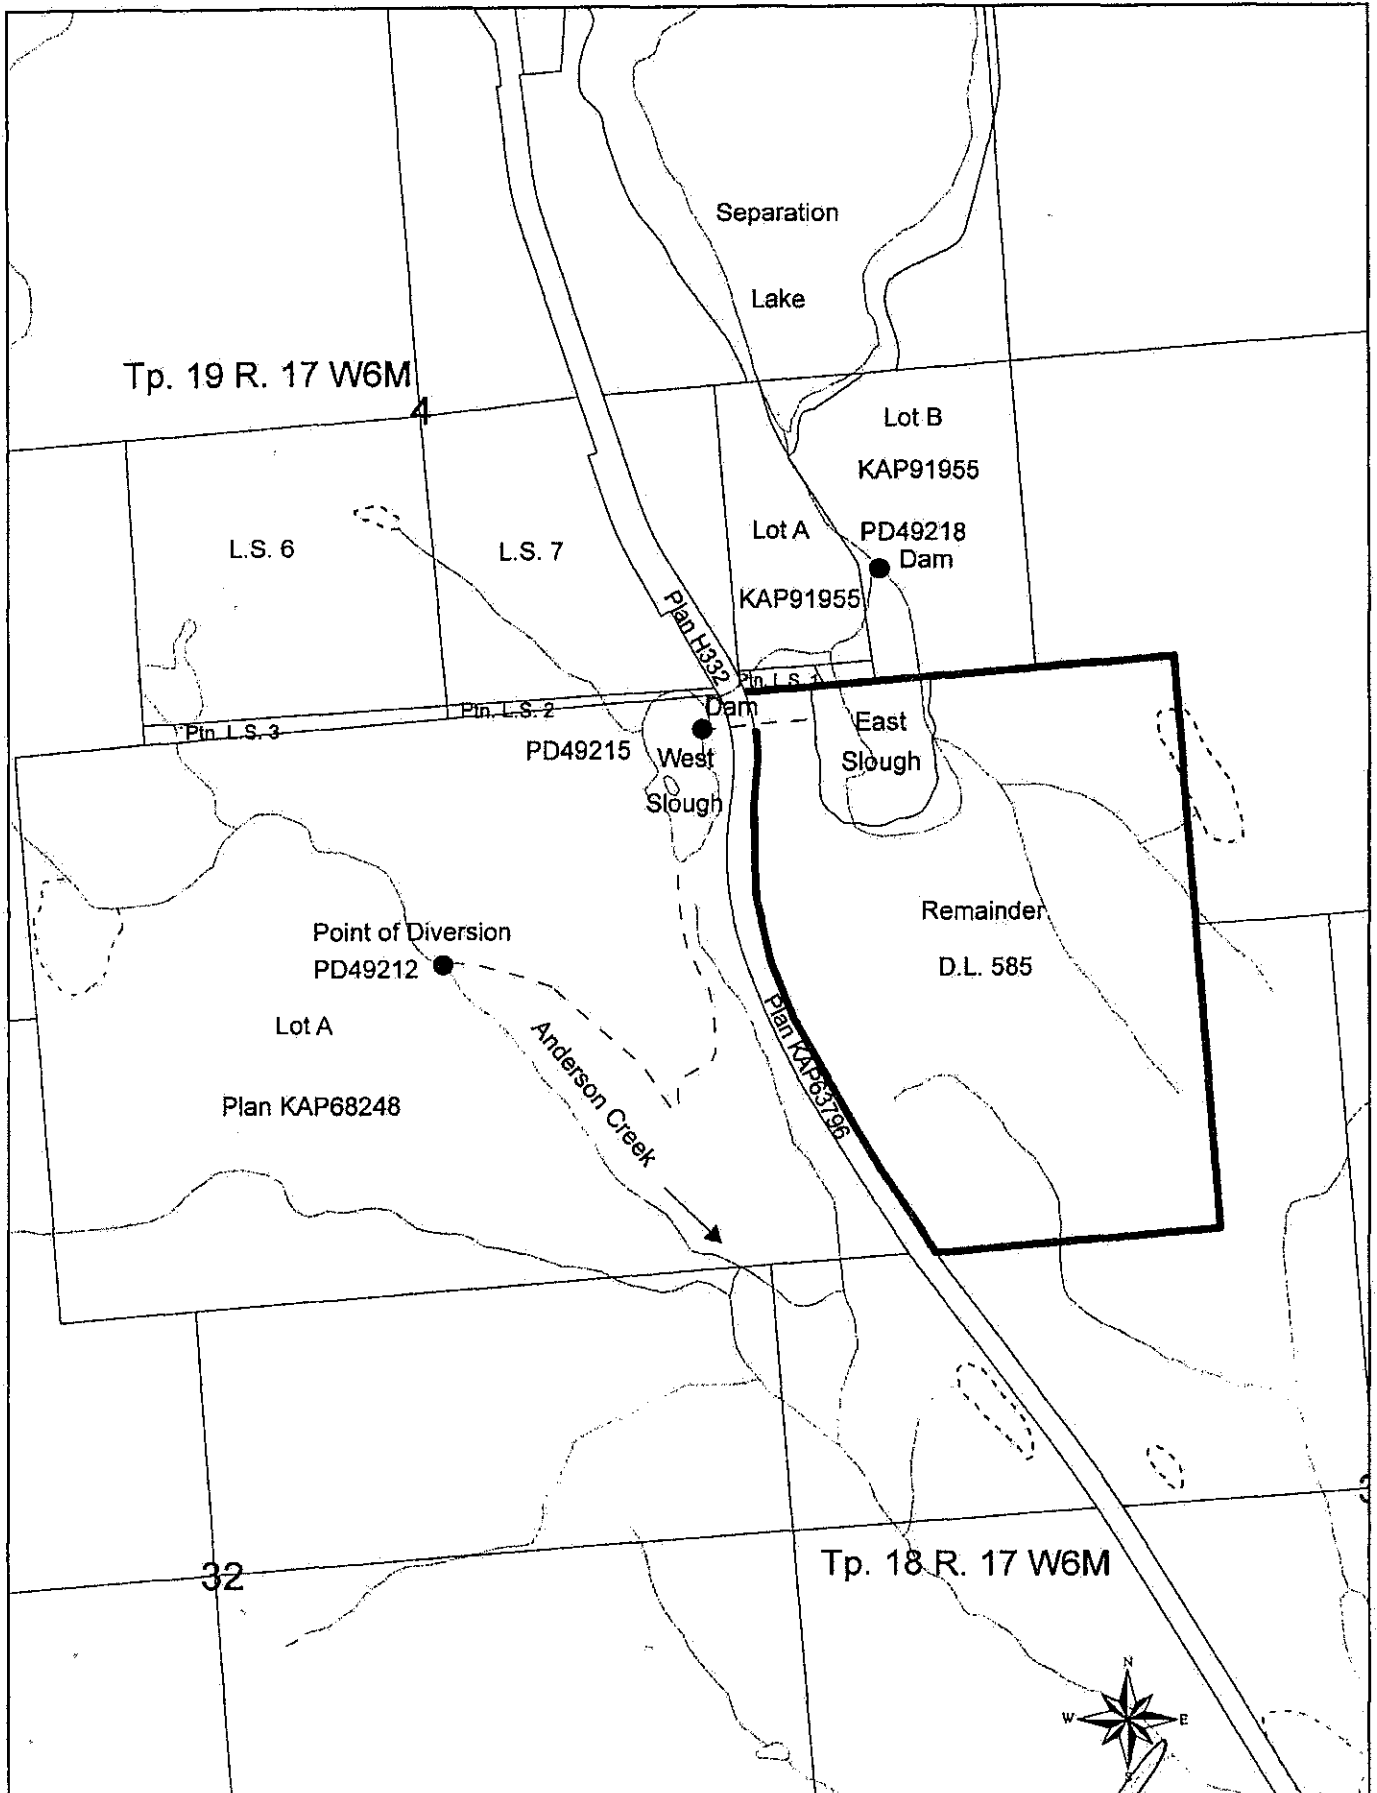 Separation
Lake
Tp. 19 R. 17 W6M
4
Lot B
KAP91955
L.S. 6
L.S. 7
Lot A
KAP91955
PD49218
Dam
Plan H332
Ptn. L.S. 1
Ptn. L.S. 2
Ptn. L.S. 3
Dam
PD49215
West
Slough
East
Slough
Remainder
D.L. 585
Point of Diversion
PD49212
Lot A
Plan KAP68248
Anderson Creek
Plan KAP63796
32
Tp. 18 R. 17 W6M
N
W
E
S